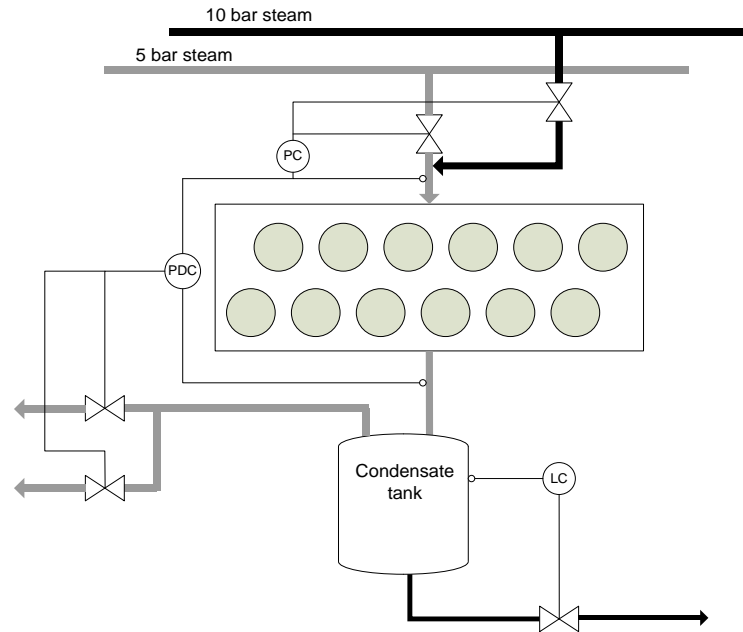 10 bar steam
5 bar steam
PC
PDC
Condensate
tank
LC